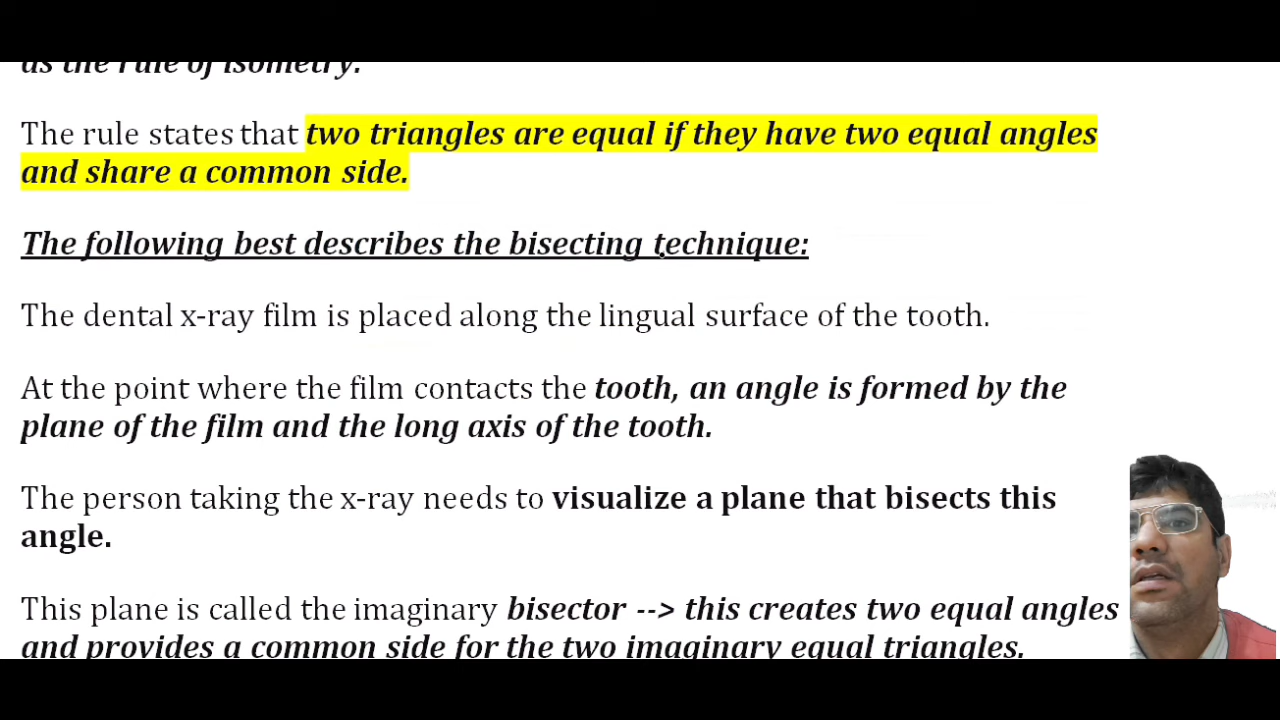 as the rule of isometry.
The rule states that two triangles are equal if they have two equal angles
and share a common side.
The following best describes the bisecting technique:
The dental x-ray film is placed along the lingual surface of the tooth.
At the point where the film contacts the tooth, an angle is formed by the
plane of the film and the long axis of the tooth.
The person taking the x-ray needs to visualize a plane that bisects this
angle.
This plane is called the imaginary bisector --> this creates two equal angles
and provides a common side for the two imaginary equal triangles.